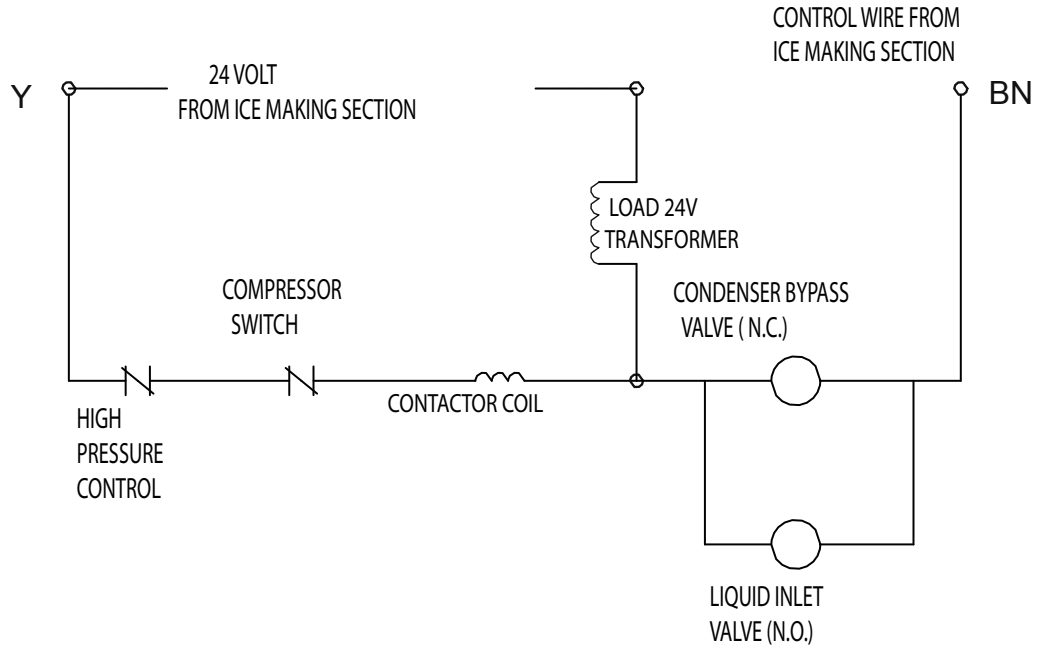 CONTROL WIRE FROM
ICE MAKING SECTION
Y
24 VOLT
FROM ICE MAKING SECTION
BN
LOAD 24V
TRANSFORMER
COMPRESSOR
SWITCH
CONDENSER BYPASS
VALVE ( N.C.)
CONTACTOR COIL
HIGH
PRESSURE
CONTROL
LIQUID INLET
VALVE (N.O.)